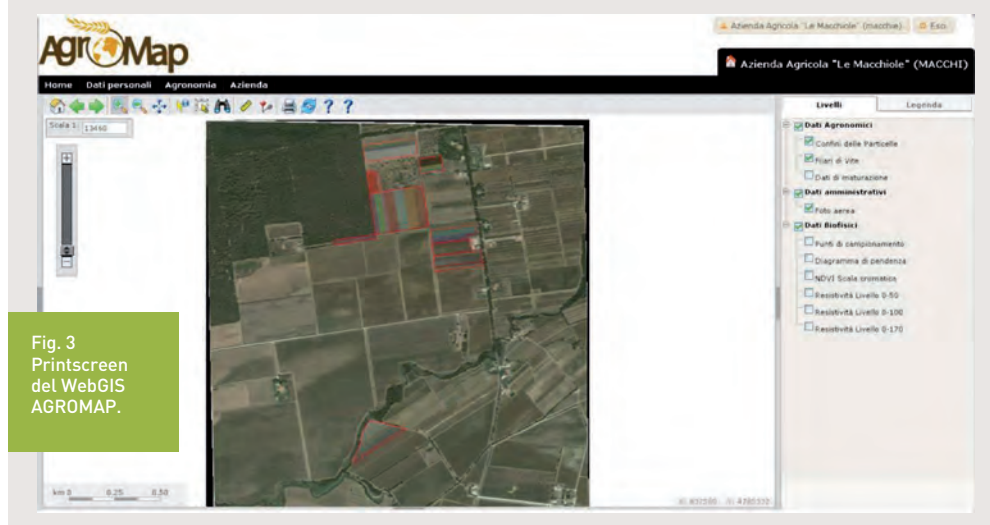 AgroMap
Azienda Agricola "Le Macchiole" (macchie)
Esci
Azienda Agricola "Le Macchiole" (MACCHI)
Home Dati personali Agronomia Azienda
Scala 1: 13460
Livelli Legenda
Dati Agronomici
Confini delle Particelle
Filari di Vite
Dati di maturazione
Dati amministrativi
Foto aerea
Dati Biofisici
Punti di campionamento
Diagramma di pendenza
NDVI Scala cromatica
Resistività Livello 0-50
Resistività Livello 0-100
Resistività Livello 0-170
Fig. 3
Printscreen
del WebGIS
AGROMAP.
km 0 0.25 0.50